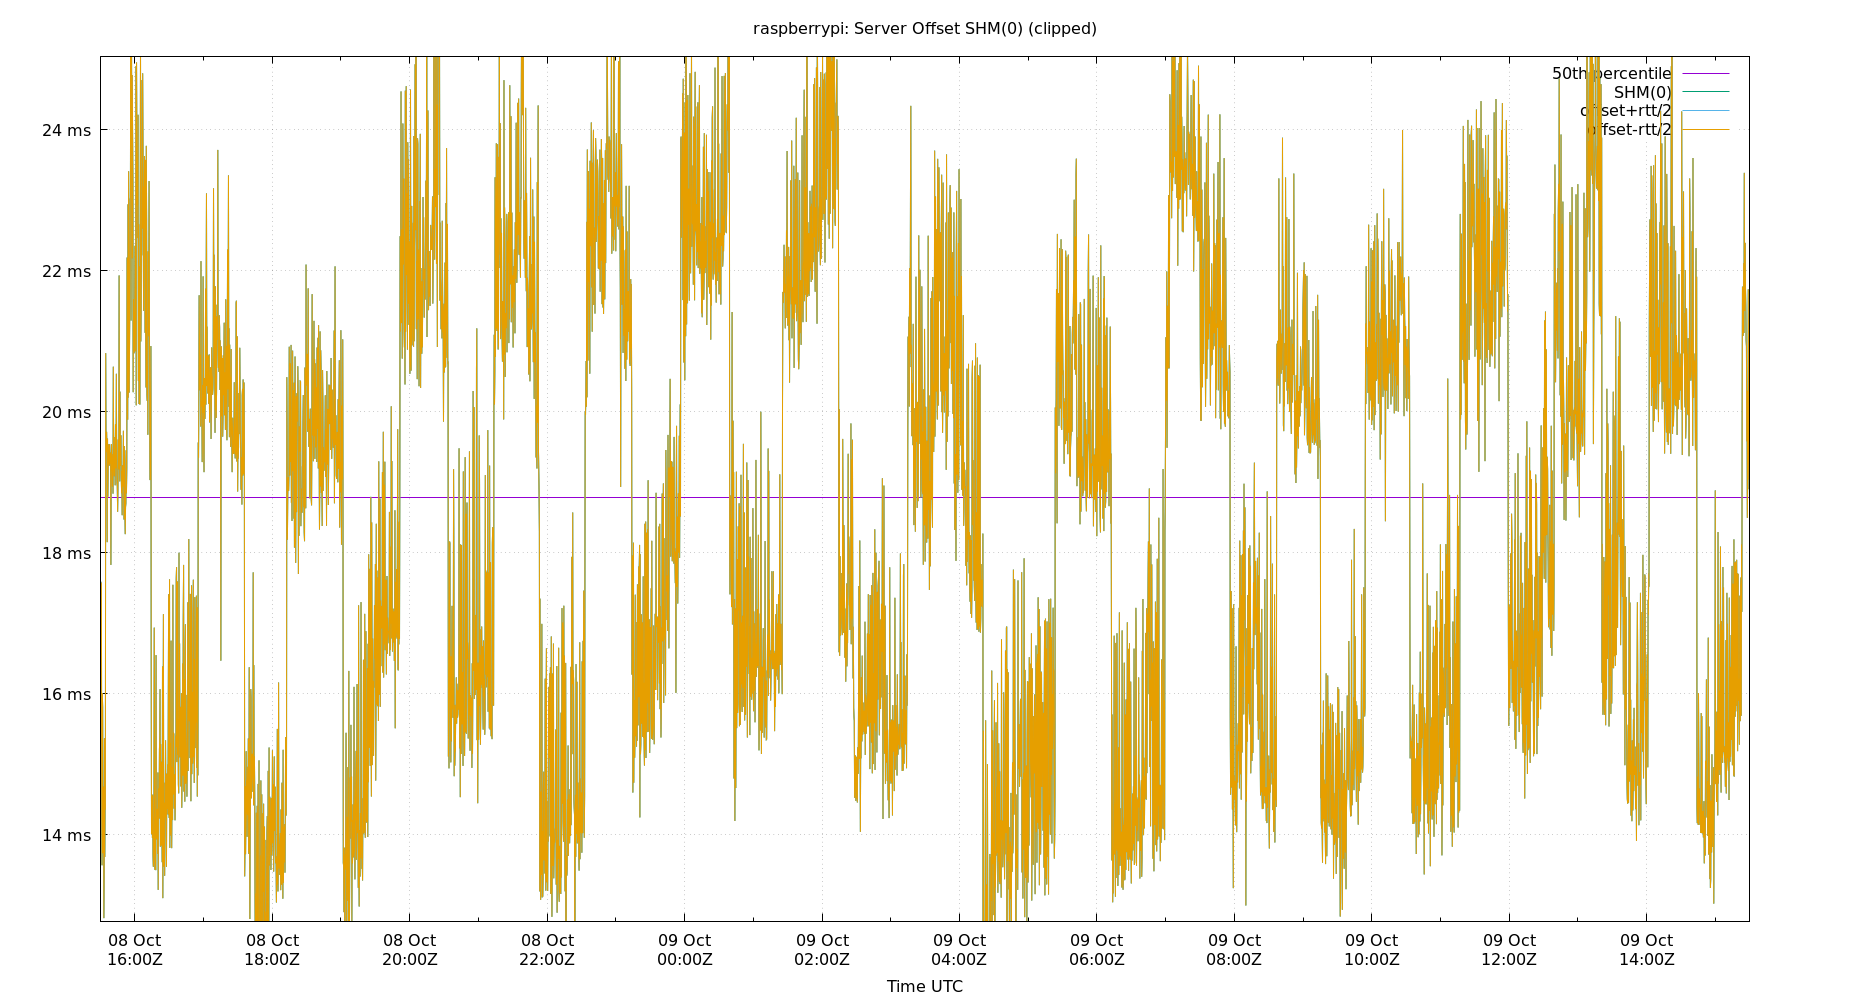 raspberrypi: Server Offset SHM(0) (clipped)
50th percentile
SHM(0)
offset+rtt/2
offset-rtt/2
24 ms
22 ms
20 ms
18 ms
16 ms
14 ms
08 Oct 08 Oct 08 Oct 08 Oct 09 Oct 09 Oct 09 Oct 09 Oct 09 Oct 09 Oct 09 Oct 09 Oct
16:00Z 18:00Z 20:00Z 22:00Z 00:00Z 02:00Z 04:00Z 06:00Z 08:00Z 10:00Z 12:00Z 14:00Z
Time UTC